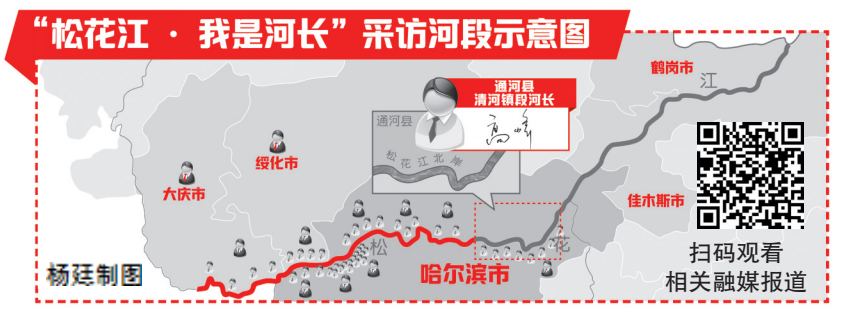 “松花江 · 我是河长”采访河段示意图
鹤岗市
江
通河县
清河镇段河长
通河县
高峰
松花江北岸
绥化市
大庆市
佳木斯市
松
花
哈尔滨市
扫码观看
相关融媒报道
杨廷制图